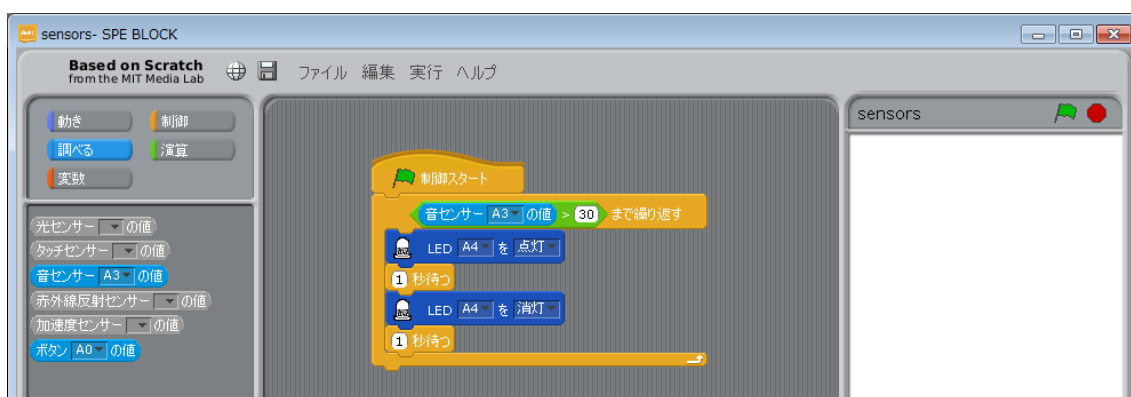 sensors- SPE BLOCK
Based on Scratch
from the MIT Media Lab
ファイル 編集 実行 ヘルプ
動き 制御
調べる 演算
変数
光センサー の値
タッチセンサー の値
音センサー A3 の値
赤外線反射センサー の値
加速度センサー の値
ボタン A0 の値
制御スタート
音センサー A3 の値 > 30 まで繰り返す
LED A4 を 点灯
1 秒待つ
LED A4 を 消灯
1 秒待つ
sensors